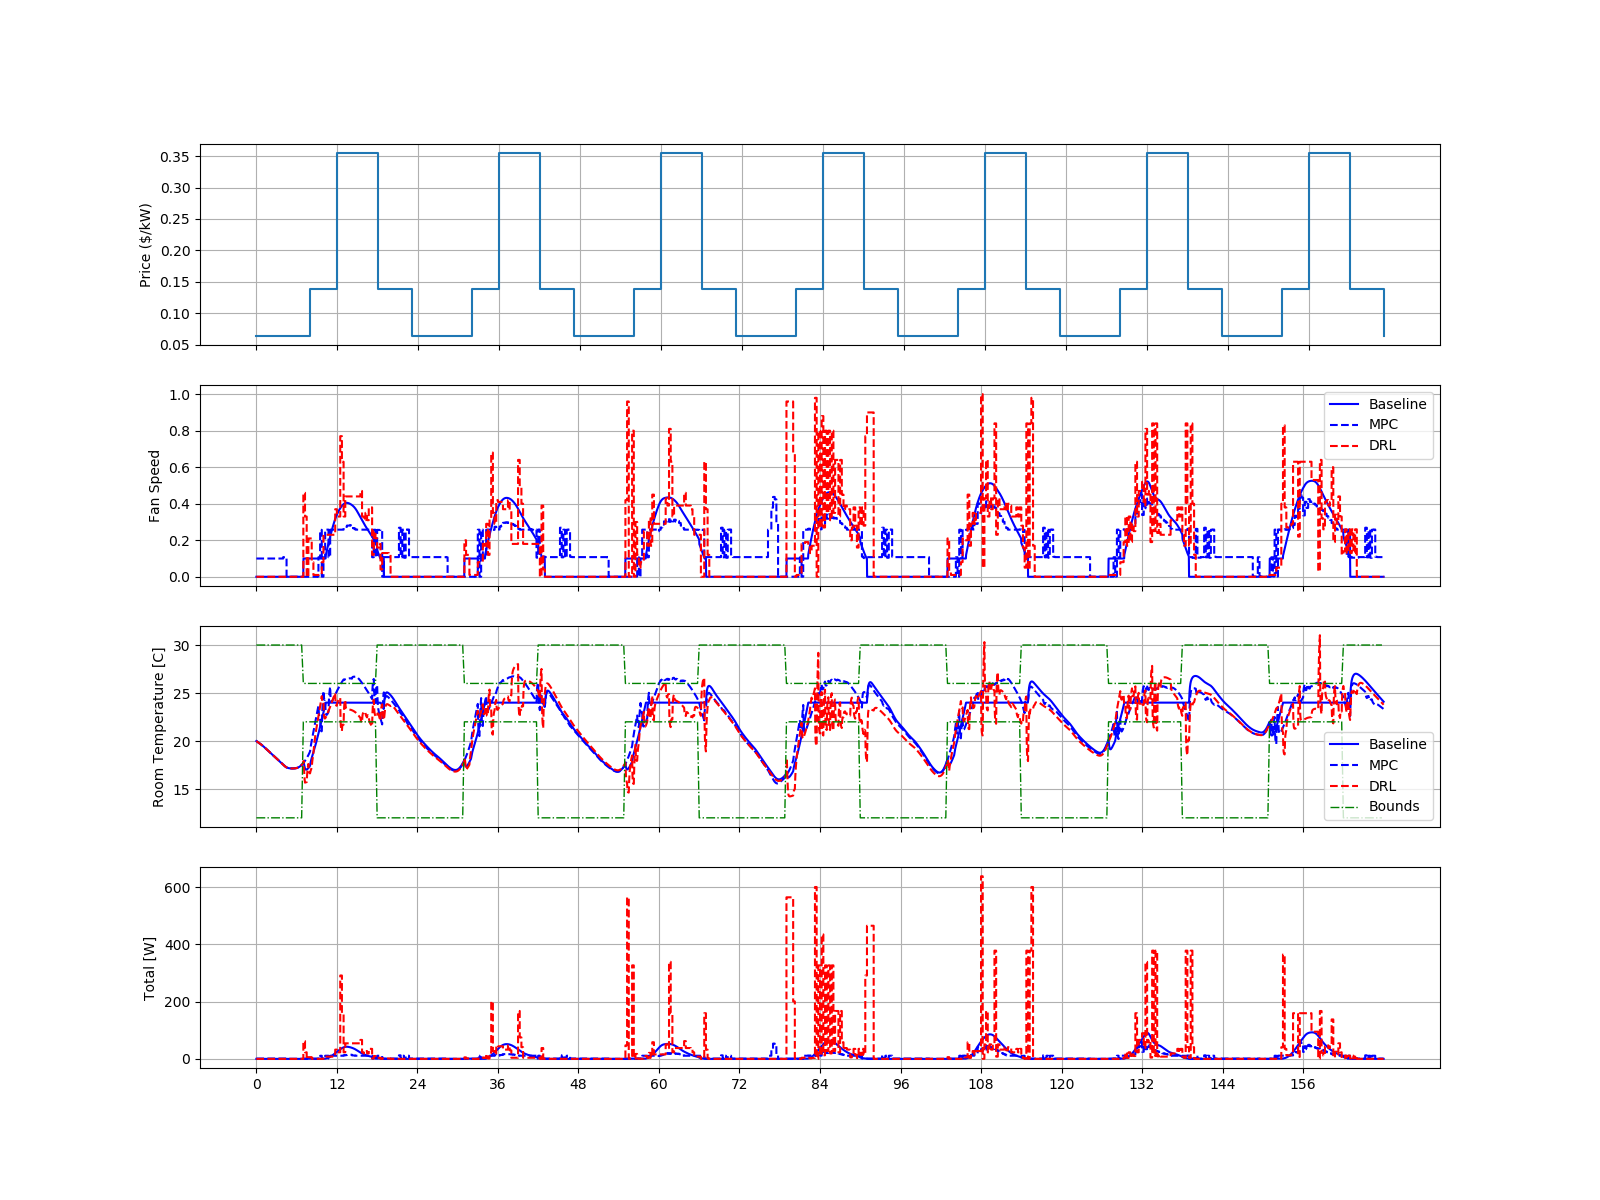 0.35
0.30
0.25
0.20
0.15
0.10
0.05
Price ($/kW)
1.0
0.8
0.6
0.4
0.2
0.0
Fan Speed
Baseline
MPC
DRL
30
25
20
15
Room Temperature [C]
Baseline
MPC
DRL
Bounds
600
400
200
0
Total [W]
0 12 24 36 48 60 72 84 96 108 120 132 144 156